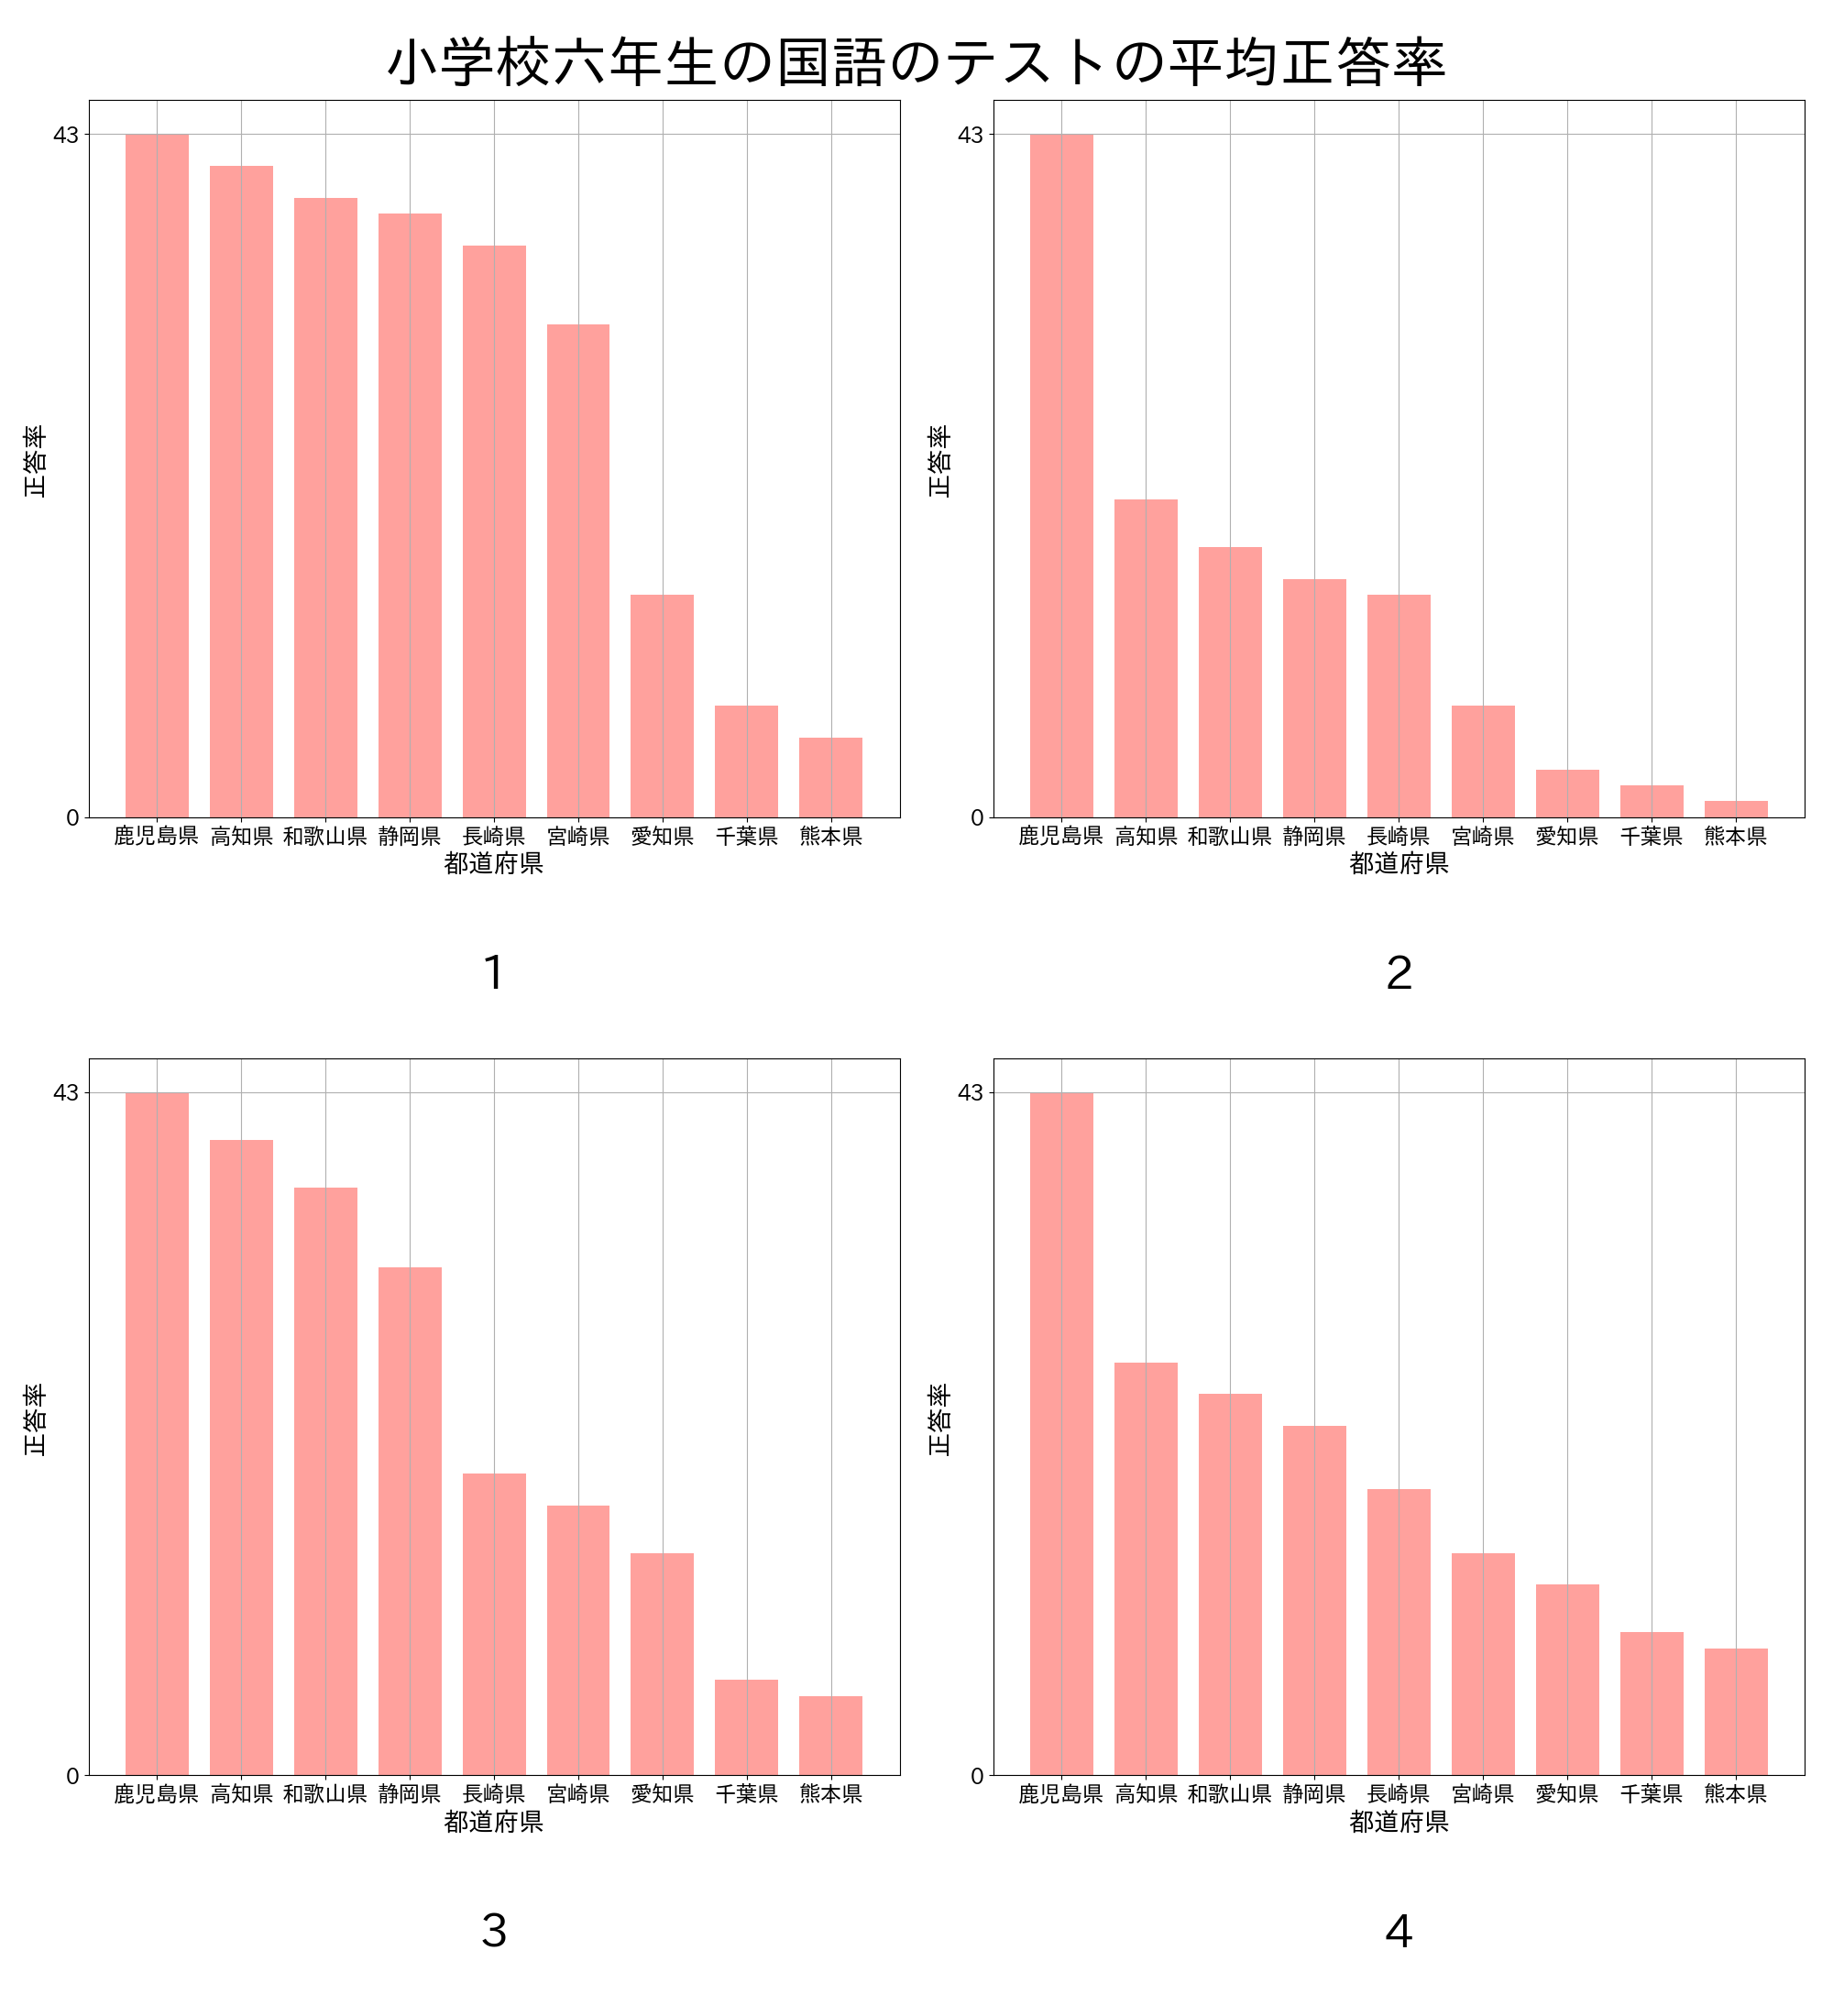 小学校六年生の国語のテストの平均正答率
43
0
正答率
鹿児島県 高知県 和歌山県 静岡県 長崎県 宮崎県 愛知県 千葉県 熊本県
都道府県
1
43
0
正答率
鹿児島県 高知県 和歌山県 静岡県 長崎県 宮崎県 愛知県 千葉県 熊本県
都道府県
2
43
0
正答率
鹿児島県 高知県 和歌山県 静岡県 長崎県 宮崎県 愛知県 千葉県 熊本県
都道府県
3
43
0
正答率
鹿児島県 高知県 和歌山県 静岡県 長崎県 宮崎県 愛知県 千葉県 熊本県
都道府県
4